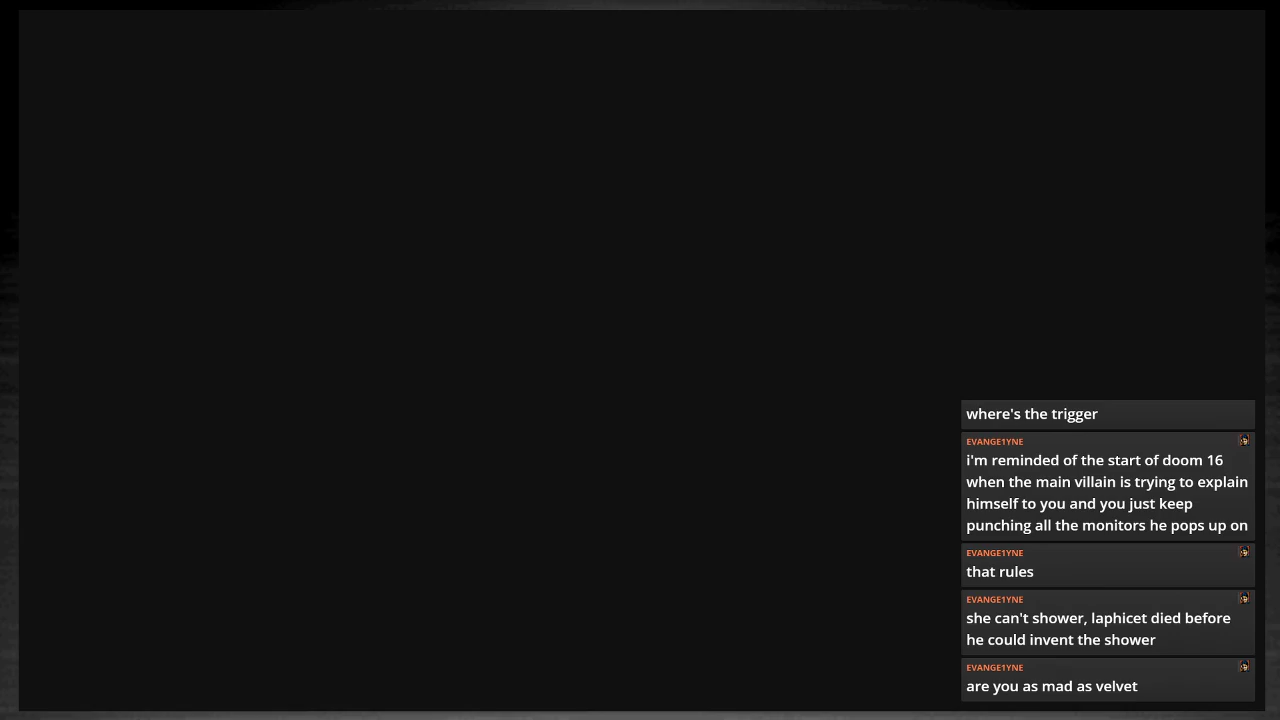 where's the trigger
EVANGE1YNE
i'm reminded of the start of doom 16
when the main villain is trying to explain
himself to you and you just keep
punching all the monitors he pops up on
EVANGE1YNE
that rules
EVANGE1YNE
she can't shower, laphicet died before
he could invent the shower
EVANGE1YNE
are you as mad as velvet